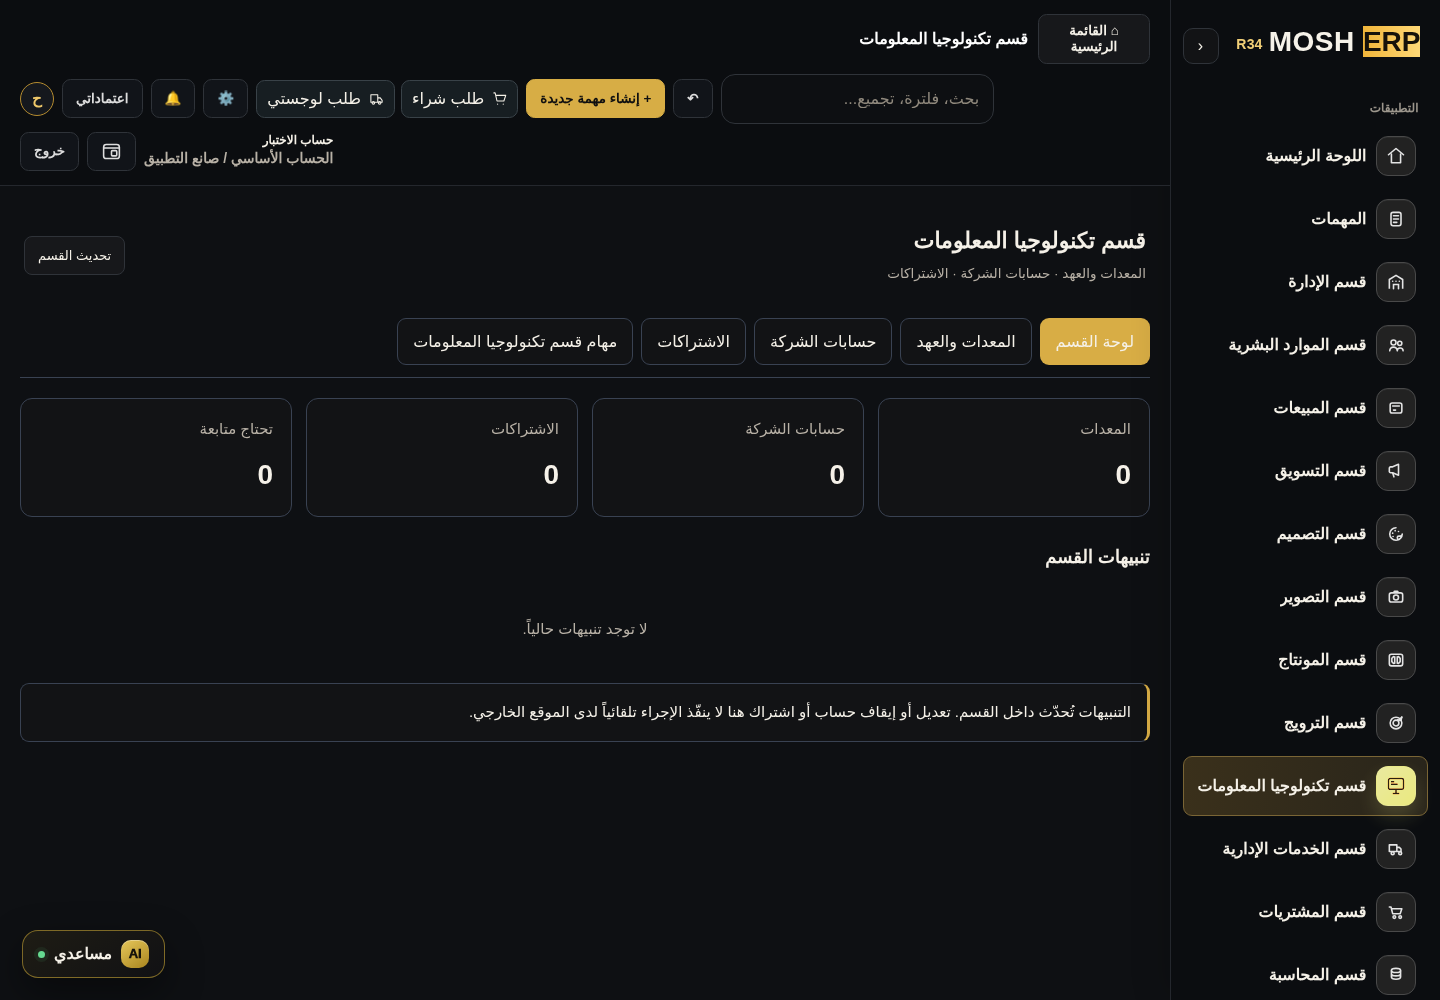 MOSH ERP R34
‹
التطبيقات
اللوحة الرئيسية
المهمات
قسم الإدارة
قسم الموارد البشرية
قسم المبيعات
قسم التسويق
قسم التصميم
قسم التصوير
قسم المونتاج
قسم الترويج
قسم تكنولوجيا المعلومات
قسم الخدمات الإدارية
قسم المشتريات
قسم المحاسبة
⌂ القائمة
الرئيسية
قسم تكنولوجيا المعلومات
بحث، فلترة، تجميع...
↶
+ إنشاء مهمة جديدة
طلب شراء
طلب لوجستي
اعتماداتي
ح
حساب الاختبار
الحساب الأساسي / صانع التطبيق
خروج
قسم تكنولوجيا المعلومات
المعدات والعهد · حسابات الشركة · الاشتراكات
تحديث القسم
لوحة القسم
المعدات والعهد
حسابات الشركة
الاشتراكات
مهام قسم تكنولوجيا المعلومات
المعدات
0
حسابات الشركة
0
الاشتراكات
0
تحتاج متابعة
0
تنبيهات القسم
لا توجد تنبيهات حالياً.
التنبيهات تُحدّث داخل القسم. تعديل أو إيقاف حساب أو اشتراك هنا لا ينفّذ الإجراء تلقائياً لدى الموقع الخارجي.
AI مساعدي